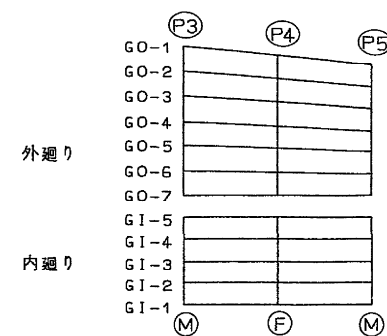 P3 P4 P5
GO-1
GO-2
GO-3
GO-4
GO-5
外廻り
GO-6
GO-7
GI-5
GI-4
内廻り
GI-3
GI-2
GI-1
M F M